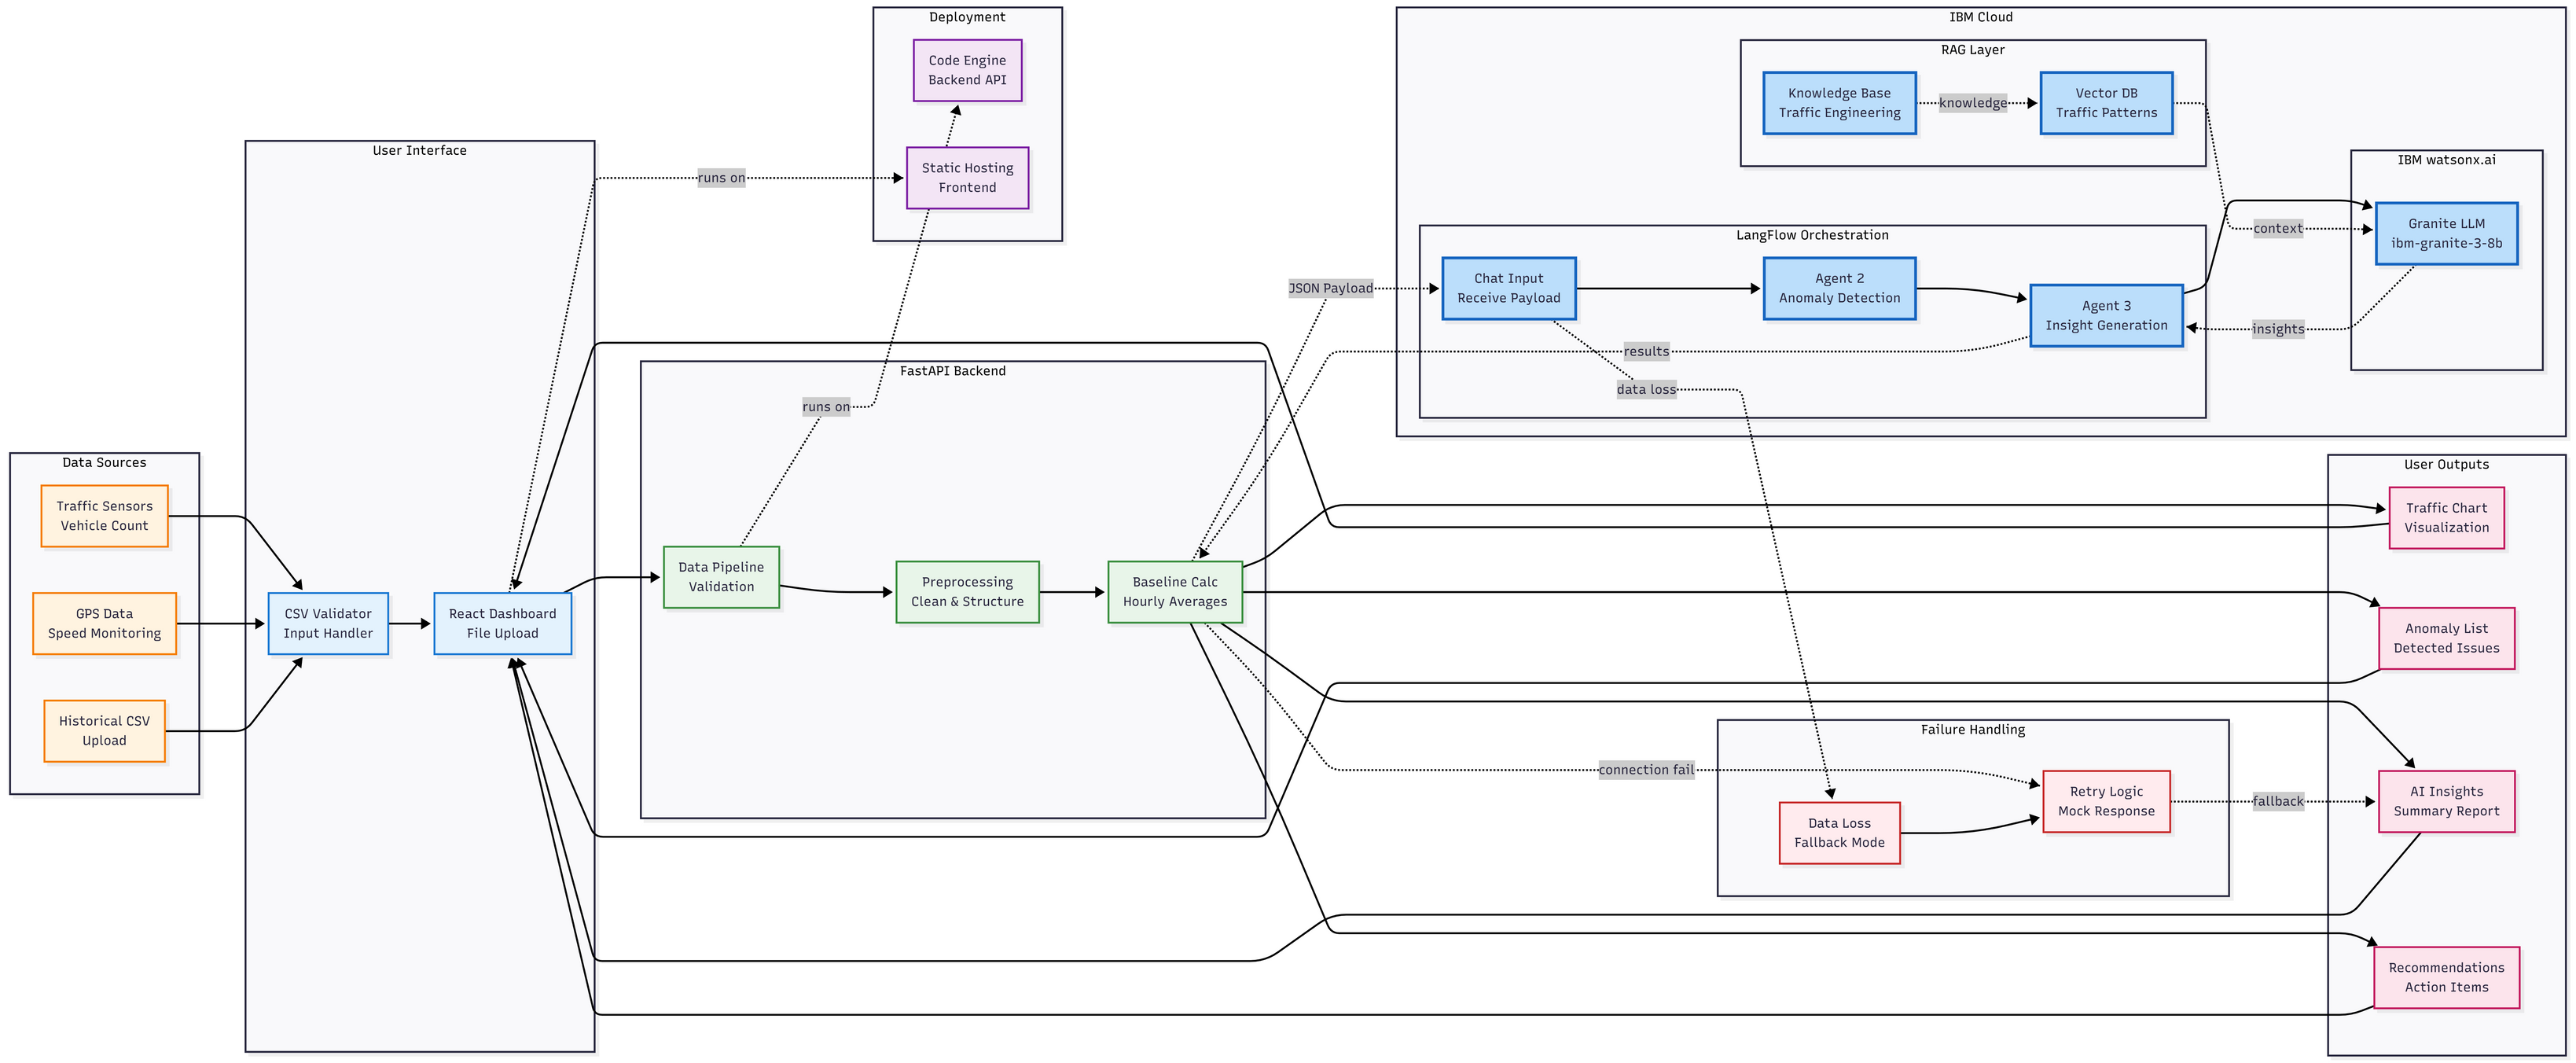 Deployment
Code Engine
Backend API
Static Hosting
Frontend
IBM Cloud
RAG Layer
Knowledge Base
Traffic Engineering
knowledge
Vector DB
Traffic Patterns
IBM watsonx.ai
Granite LLM
ibm-granite-3-8b
context
insights
LangFlow Orchestration
Chat Input
Receive Payload
Agent 2
Anomaly Detection
Agent 3
Insight Generation
JSON Payload
results
data loss
User Interface
runs on
CSV Validator
Input Handler
React Dashboard
File Upload
Data Sources
Traffic Sensors
Vehicle Count
GPS Data
Speed Monitoring
Historical CSV
Upload
FastAPI Backend
runs on
Data Pipeline
Validation
Preprocessing
Clean & Structure
Baseline Calc
Hourly Averages
Failure Handling
connection fail
Data Loss
Fallback Mode
Retry Logic
Mock Response
fallback
User Outputs
Traffic Chart
Visualization
Anomaly List
Detected Issues
AI Insights
Summary Report
Recommendations
Action Items